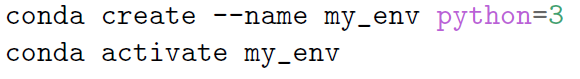 conda create --name my_env python=3
conda activate my_env